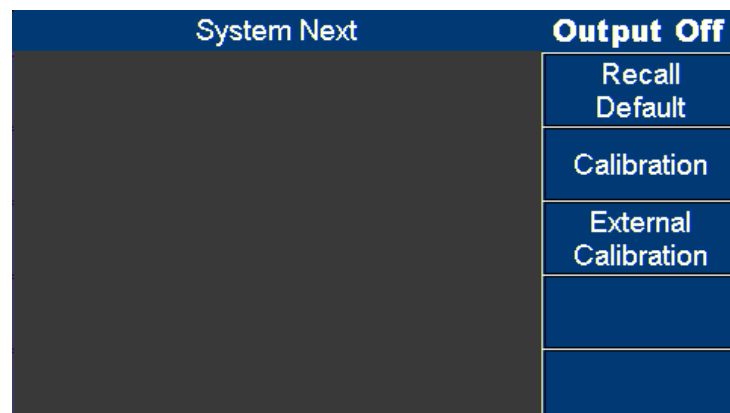 System Next
Output Off
Recall
Default
Calibration
External
Calibration